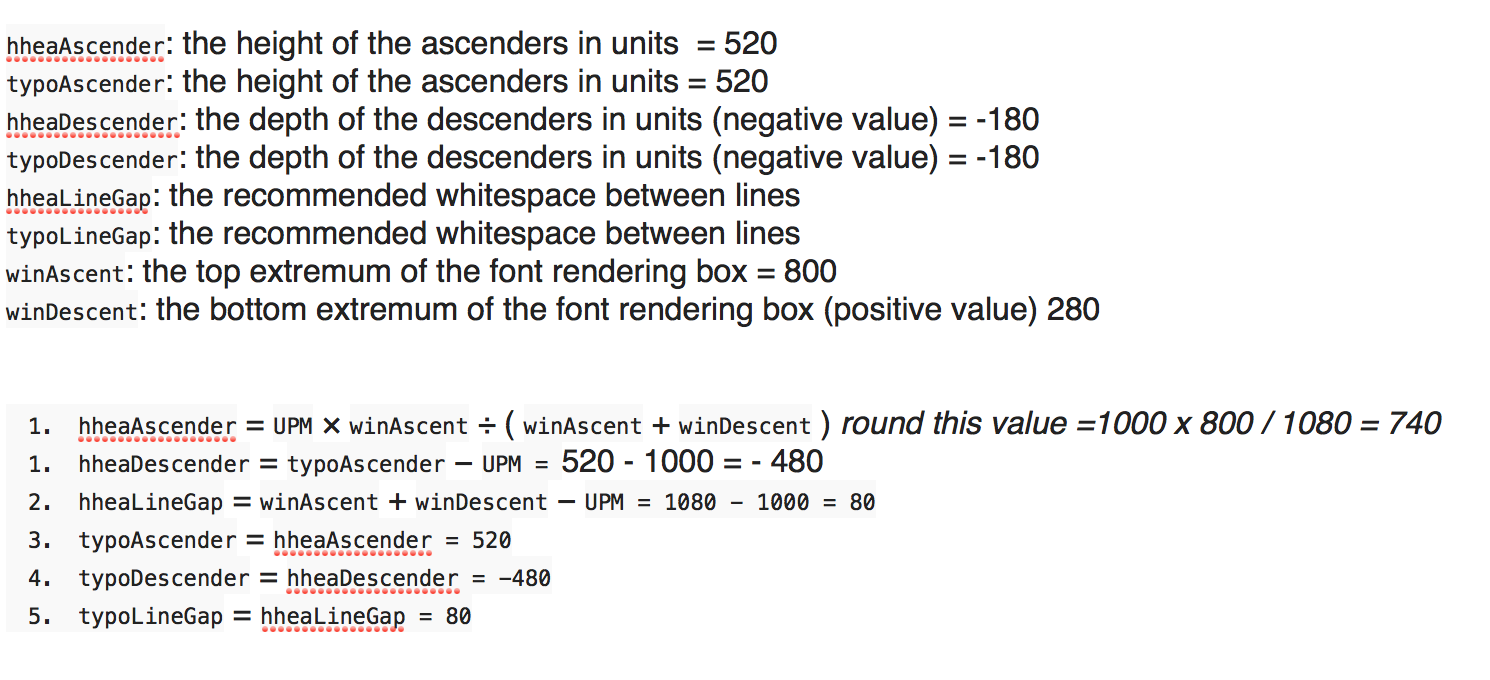 hheaAscender: the height of the ascenders in units  = 520
typoAscender: the height of the ascenders in units = 520
hheaDescender: the depth of the descenders in units (negative value) = -180
typoDescender: the depth of the descenders in units (negative value) = -180
hheaLineGap: the recommended whitespace between lines
typoLineGap: the recommended whitespace between lines
winAscent: the top extremum of the font rendering box = 800
winDescent: the bottom extremum of the font rendering box (positive value) 280
1. hheaAscender = UPM × winAscent ÷ ( winAscent + winDescent ) round this value =1000 x 800 / 1080 = 740
1. hheaDescender = typoAscender − UPM = 520 - 1000 = - 480
2. hheaLineGap = winAscent + winDescent − UPM = 1080 − 1000 = 80
3. typoAscender = hheaAscender = 520
4. typoDescender = hheaDescender = −480
5. typoLineGap = hheaLineGap = 80